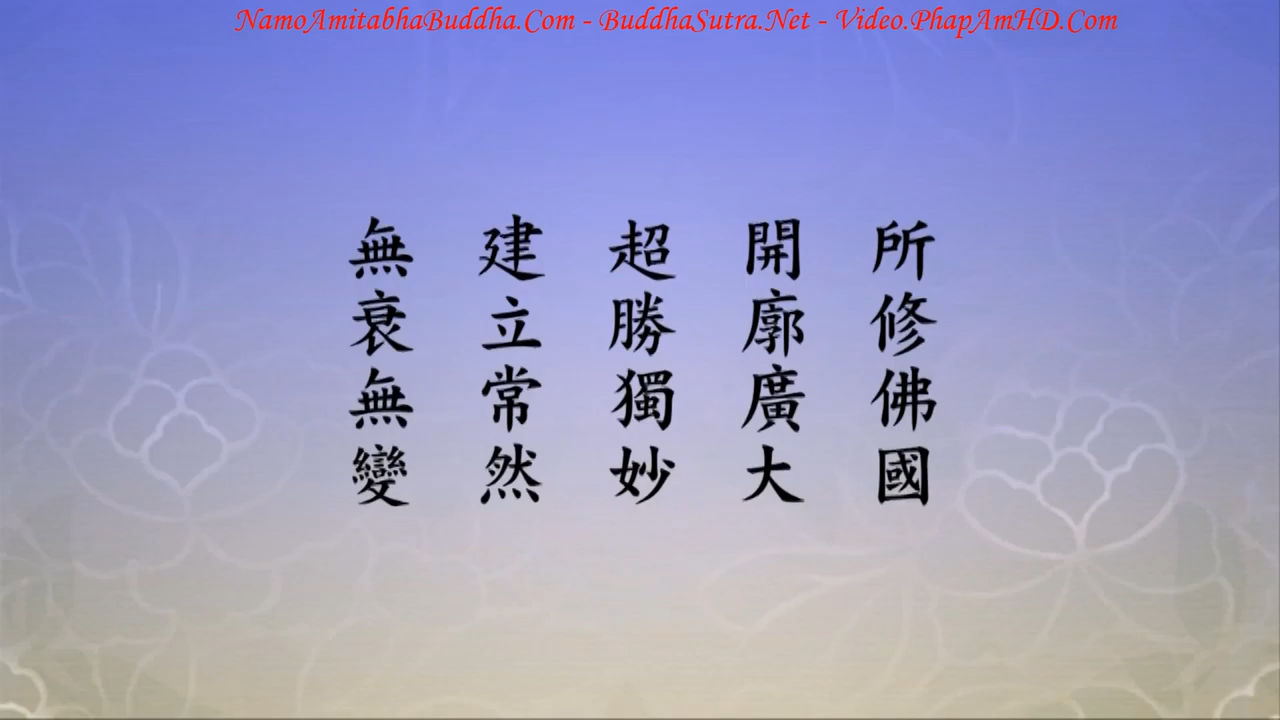 NamoAmitabhaBuddha.Com - BuddhaSutra.Net - Video.PhapAmHD.Com
所修佛國
開廓廣大
超勝獨妙
建立常然
無衰無變